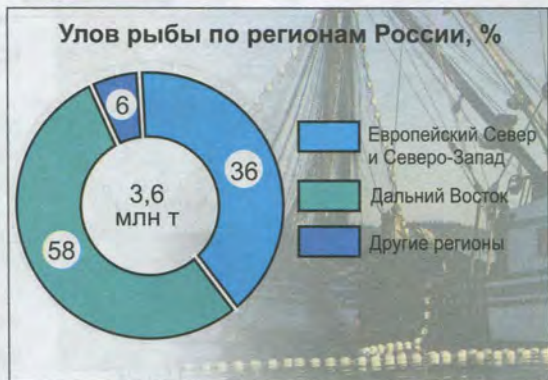 Улов рыбы по регионам России, %
6
36
3,6
млн т
58
Европейский Север
и Северо-Запад
Дальний Восток
Другие регионы